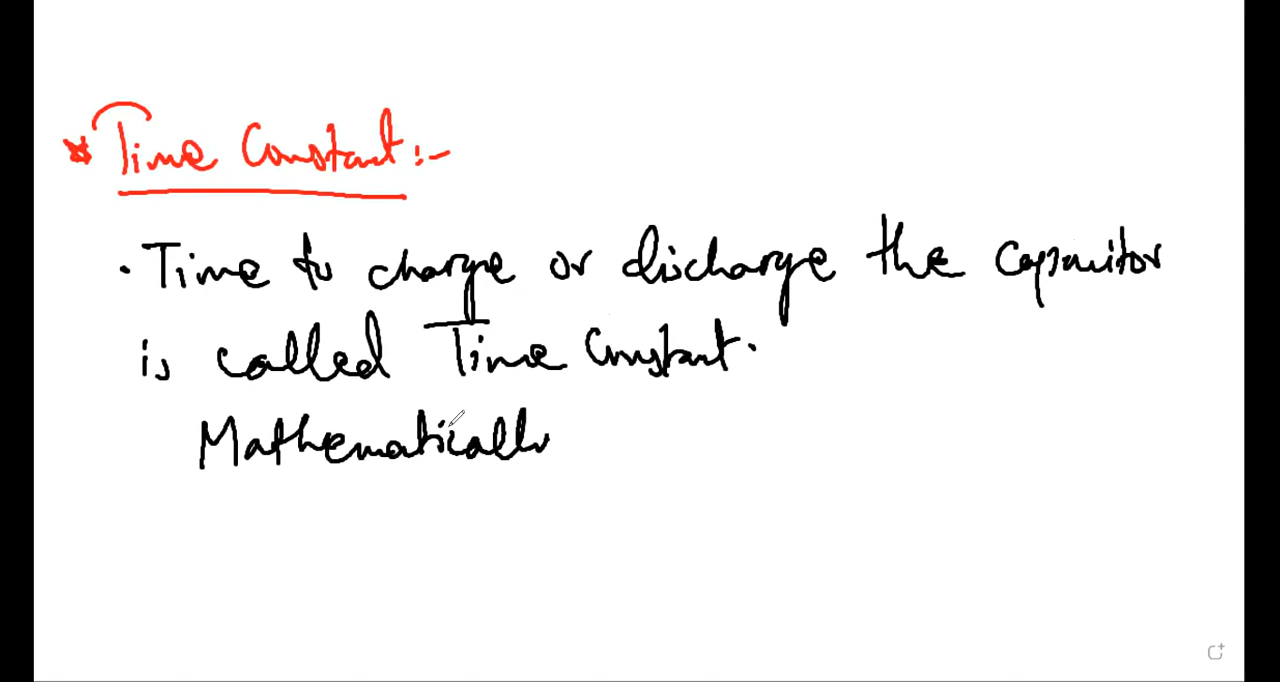 * Time Constant :-
· Time to charge or discharge the capacitor
is called Time Constant.
Mathematically